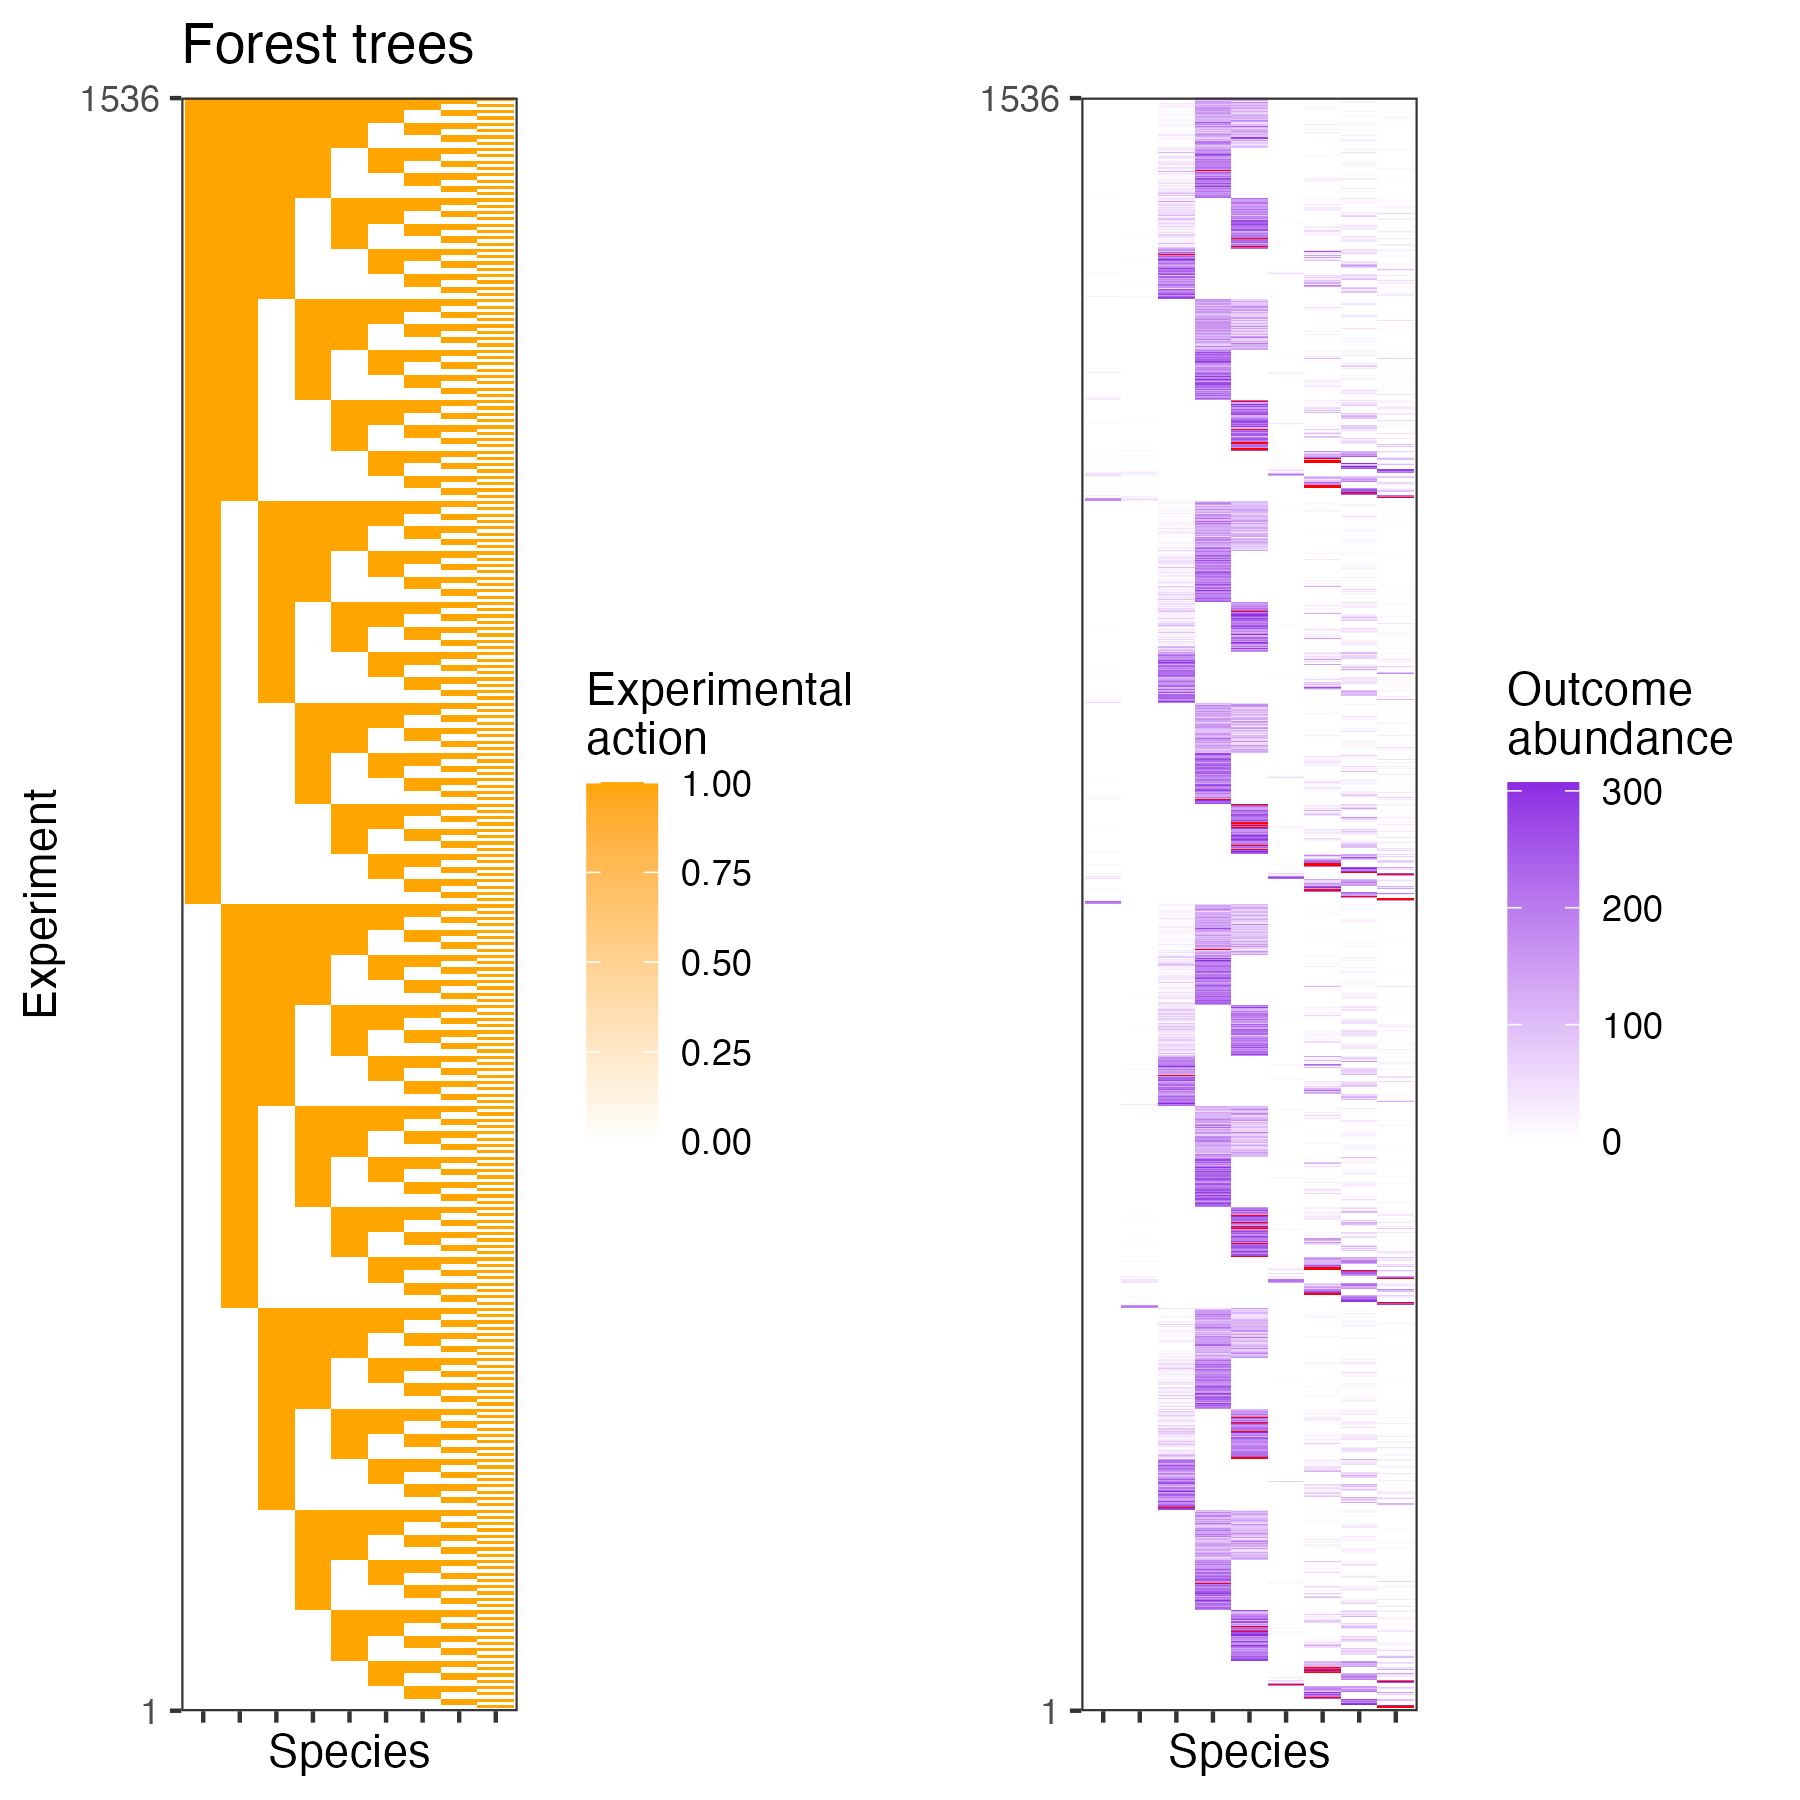 Forest trees
1536
1
Experiment
Species
Experimental
action
1.00
0.75
0.50
0.25
0.00
1536
1
Species
Outcome
abundance
300
200
100
0